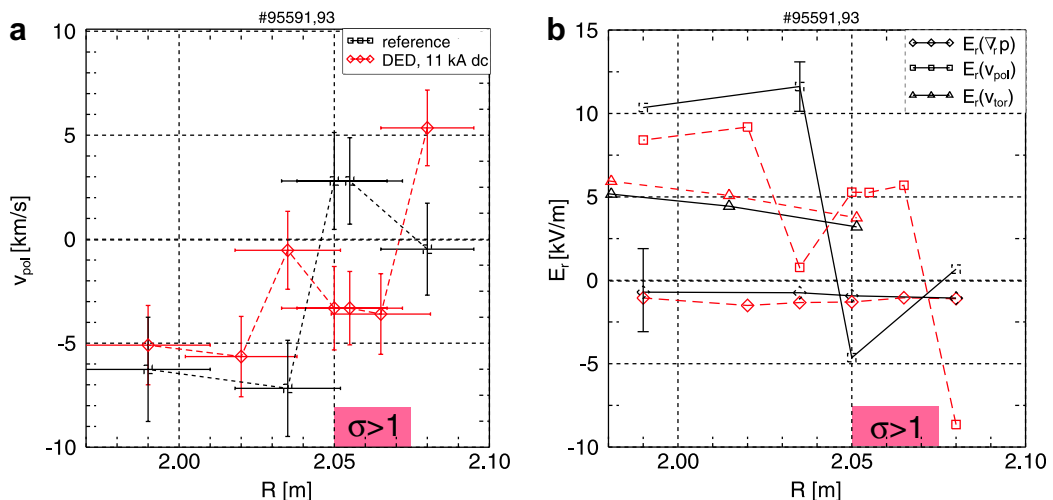 a
#95591,93
reference
DED, 11 kA dc
10
5
0
-5
-10
v_pol [km/s]
σ>1
2.00
2.05
2.10
R [m]
b
#95591,93
E_r(∇_r p)
E_r(v_pol)
E_r(v_tor)
15
10
5
0
-5
-10
E_r [kV/m]
σ>1
2.00
2.05
2.10
R [m]